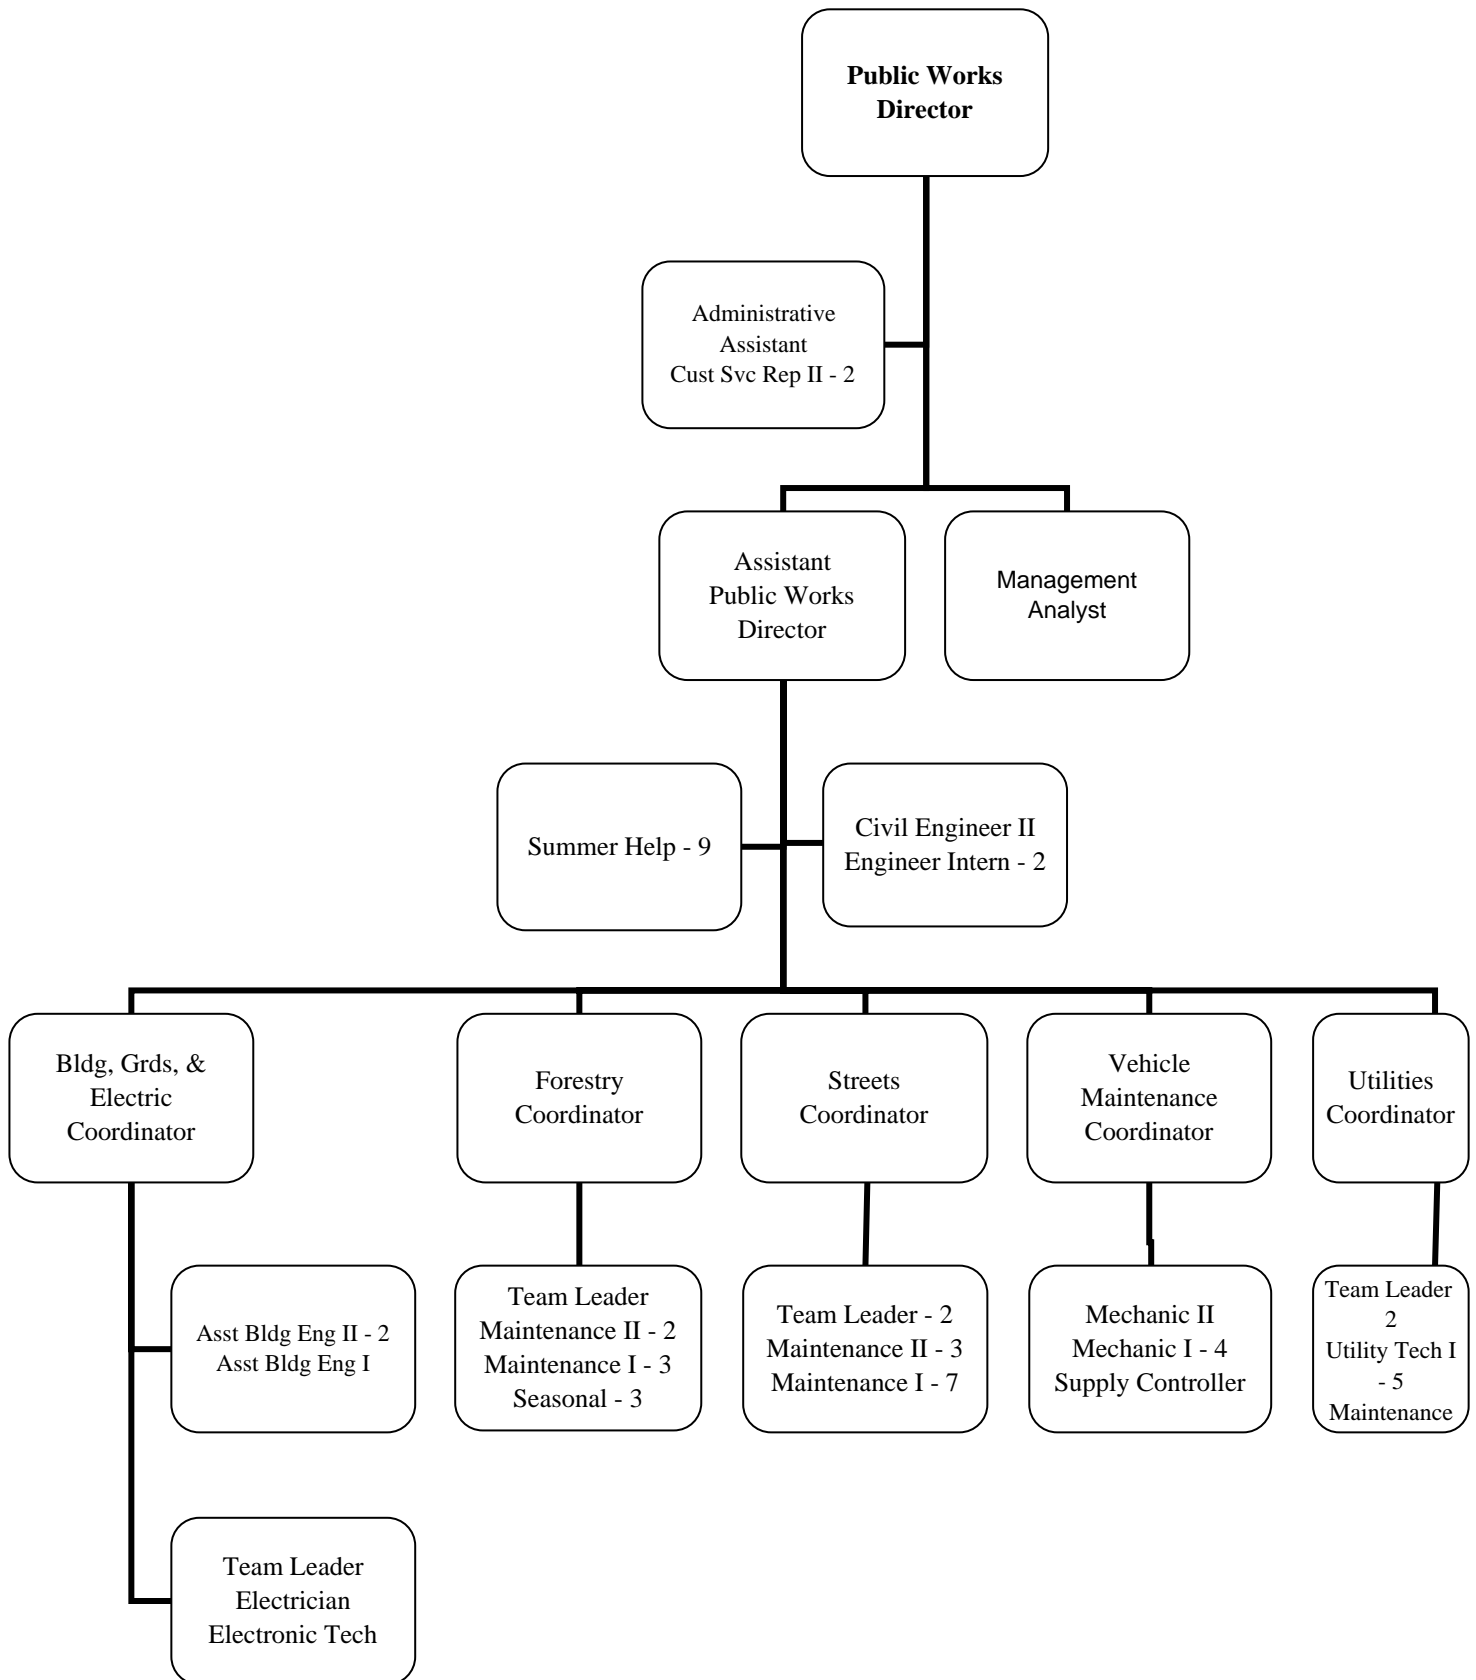 Public Works
Director
Administrative
Assistant
Cust Svc Rep II - 2
Assistant
Public Works
Director
Management
Analyst
Summer Help - 9
Civil Engineer II
Engineer Intern - 2
Bldg, Grds, &
Electric
Coordinator
Forestry
Coordinator
Streets
Coordinator
Vehicle
Maintenance
Coordinator
Utilities
Coordinator
Asst Bldg Eng II - 2
Asst Bldg Eng I
Team Leader
Maintenance II - 2
Maintenance I - 3
Seasonal - 3
Team Leader - 2
Maintenance II - 3
Maintenance I - 7
Mechanic II
Mechanic I - 4
Supply Controller
Team Leader
2
Utility Tech I
- 5
Maintenance
Team Leader
Electrician
Electronic Tech